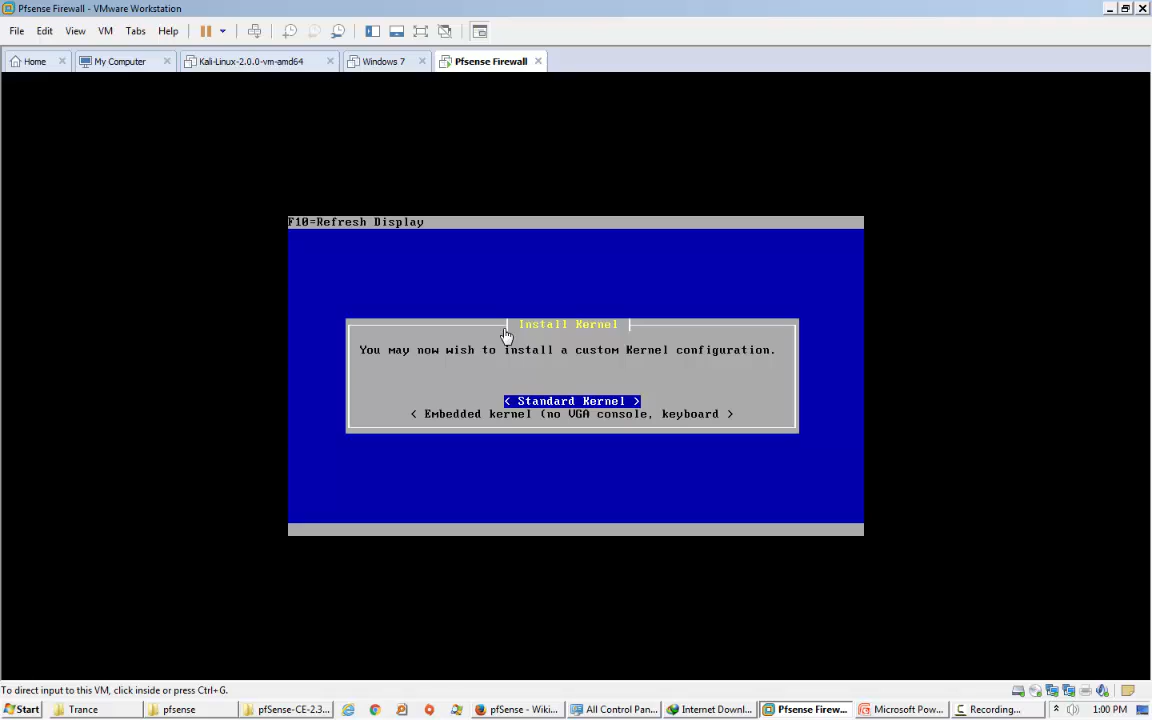 Pfsense Firewall - VMware Workstation
File Edit View VM Tabs Help
Home My Computer Kali-Linux-2.0.0-vm-amd64 Windows 7 Pfsense Firewall
F10=Refresh Display
Install Kernel
You may now wish to install a custom Kernel configuration.
< Standard Kernel >
< Embedded kernel (no VGA console, keyboard >
To direct input to this VM, click inside or press Ctrl+G.
Start Trance pfsense pfSense-CE-2.3... pfSense - Wiki... All Control Pan... Internet Downl... Pfsense Firew... Microsoft Pow... Recording... 1:00 PM